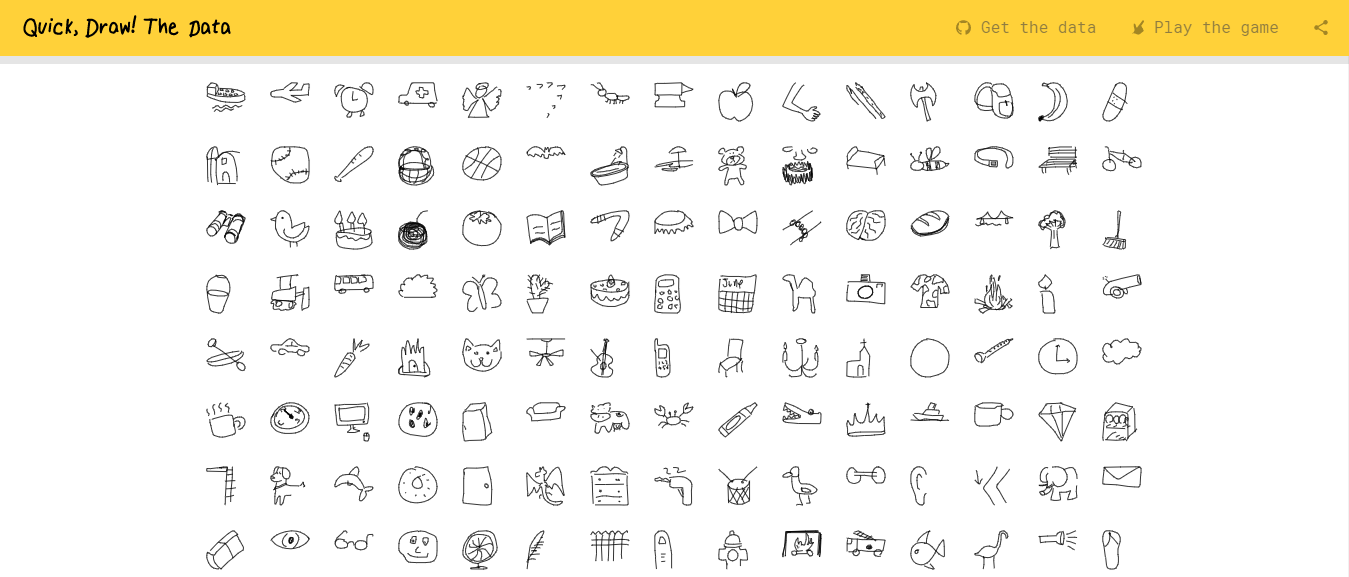 Quick, Draw! The Data
Get the data
Play the game
Jump